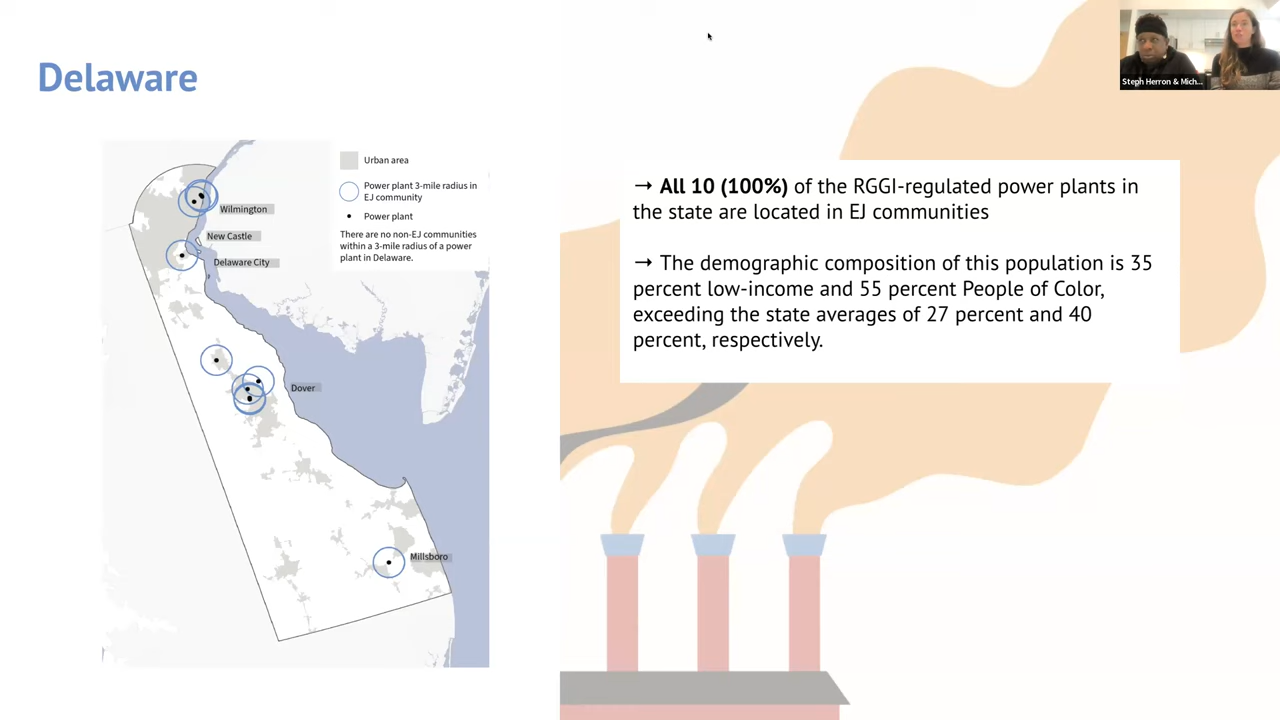 Delaware
Urban area
Power plant 3-mile radius in
EJ community
Power plant
There are no non-EJ communities
within a 3-mile radius of a power
plant in Delaware.
Wilmington
New Castle
Delaware City
Dover
Millsboro
→ All 10 (100%) of the RGGI-regulated power plants in
the state are located in EJ communities
→ The demographic composition of this population is 35
percent low-income and 55 percent People of Color,
exceeding the state averages of 27 percent and 40
percent, respectively.
Steph Herron & Mich...